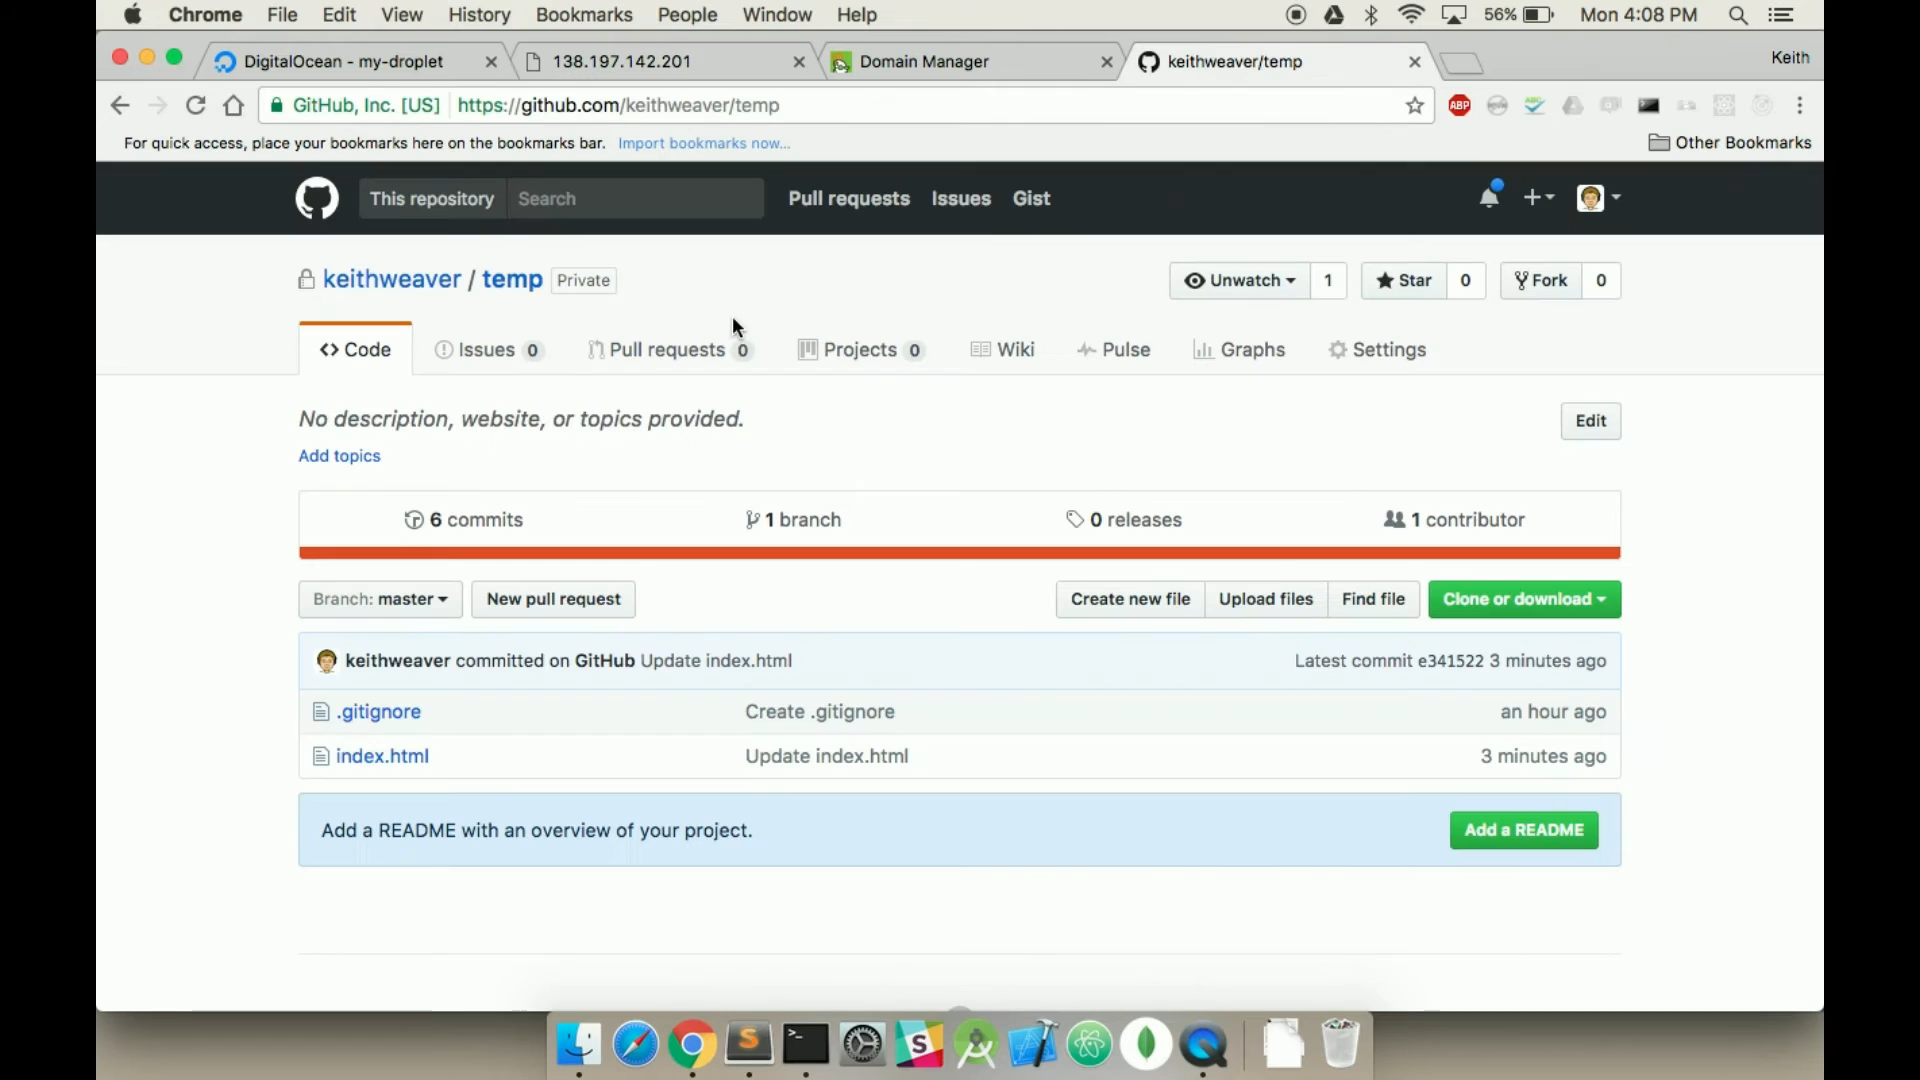 Chrome File Edit View History Bookmarks People Window Help 56% Mon 4:08 PM
DigitalOcean - my-droplet 138.197.142.201 Domain Manager keithweaver/temp Keith
GitHub, Inc. [US] https://github.com/keithweaver/temp ABP
For quick access, place your bookmarks here on the bookmarks bar. Import bookmarks now... Other Bookmarks
This repository Search Pull requests Issues Gist
keithweaver / temp Private Unwatch 1 Star 0 Fork 0
Code Issues 0 Pull requests 0 Projects 0 Wiki Pulse Graphs Settings
No description, website, or topics provided. Edit
Add topics
6 commits 1 branch 0 releases 1 contributor
Branch: master New pull request Create new file Upload files Find file Clone or download
keithweaver committed on GitHub Update index.html Latest commit e341522 3 minutes ago
.gitignore Create .gitignore an hour ago
index.html Update index.html 3 minutes ago
Add a README with an overview of your project. Add a README